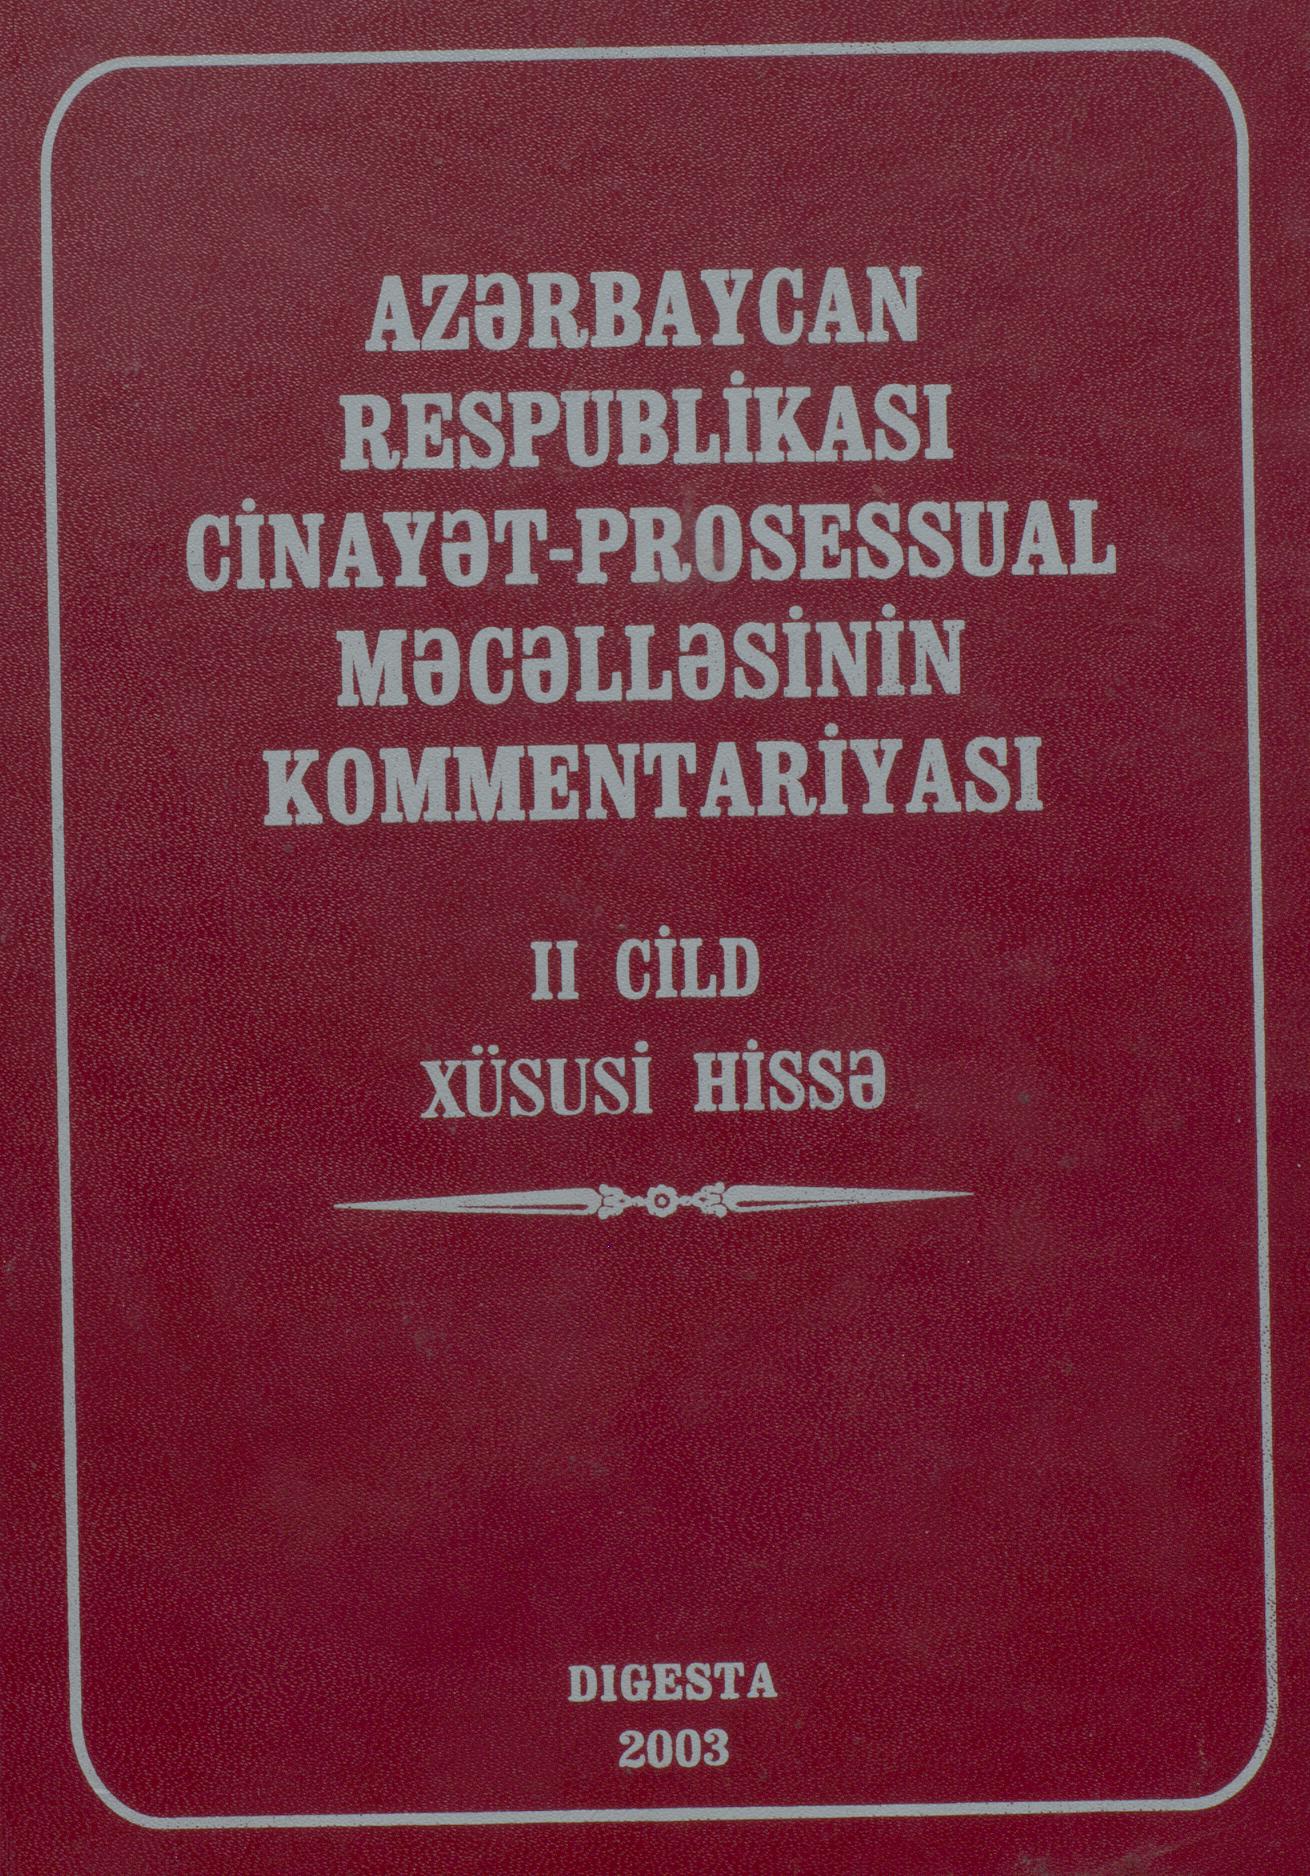 AZƏRBAYCAN
RESPUBLİKASI
CİNAYƏT-PROSESSUAL
MƏCƏLLƏSİNİN
KOMMENTARİYASI
II CİLD
XÜSUSİ HİSSƏ
DIGESTA
2003